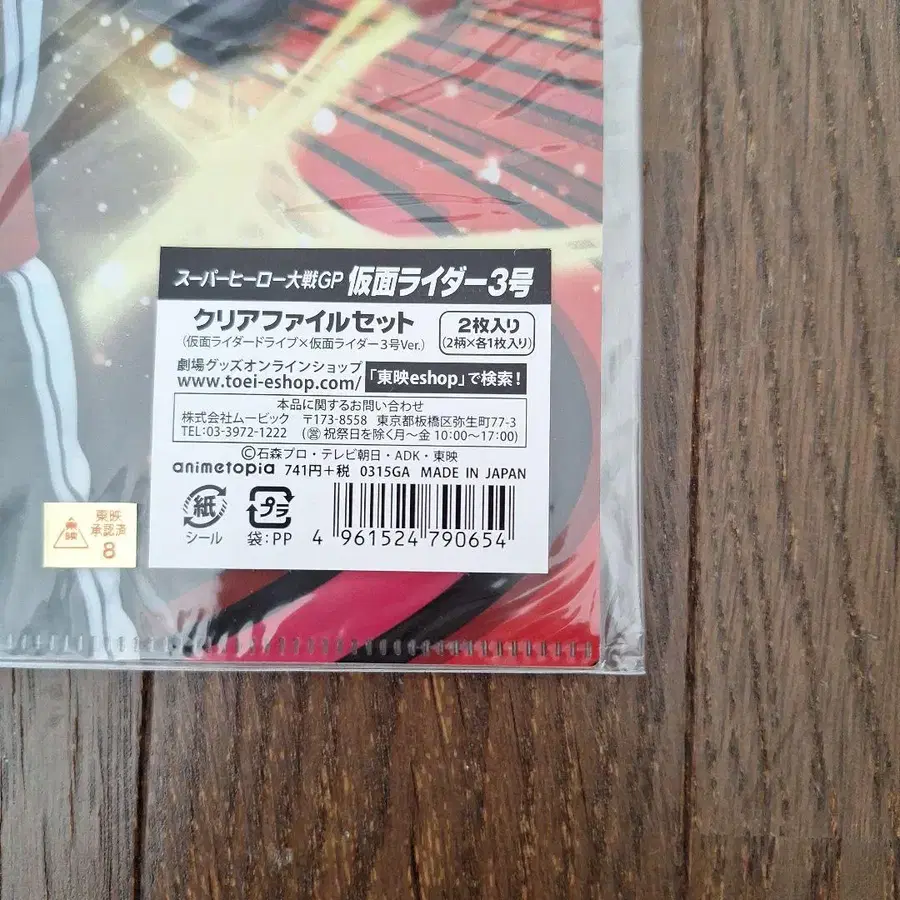 スーパーヒーロー大戦GP 仮面ライダー3号
クリアファイルセット
(仮面ライダードライブ×仮面ライダー3号Ver.)
2枚入り
(2柄×各1枚入り)
劇場グッズオンラインショップ
www.toei-eshop.com/ 「東映eshop」で検索!
本品に関するお問い合わせ
株式会社ムービック 〒173-8558 東京都板橋区弥生町77-3
TEL:03-3972-1222 (営 祝祭日を除く月〜金 10:00〜17:00)
©石森プロ・テレビ朝日・ADK・東映
animetopia 741円+税 0315GA MADE IN JAPAN
紙
シール
プラ
袋:PP
4 961524 790654
東映
東映
承認済
8